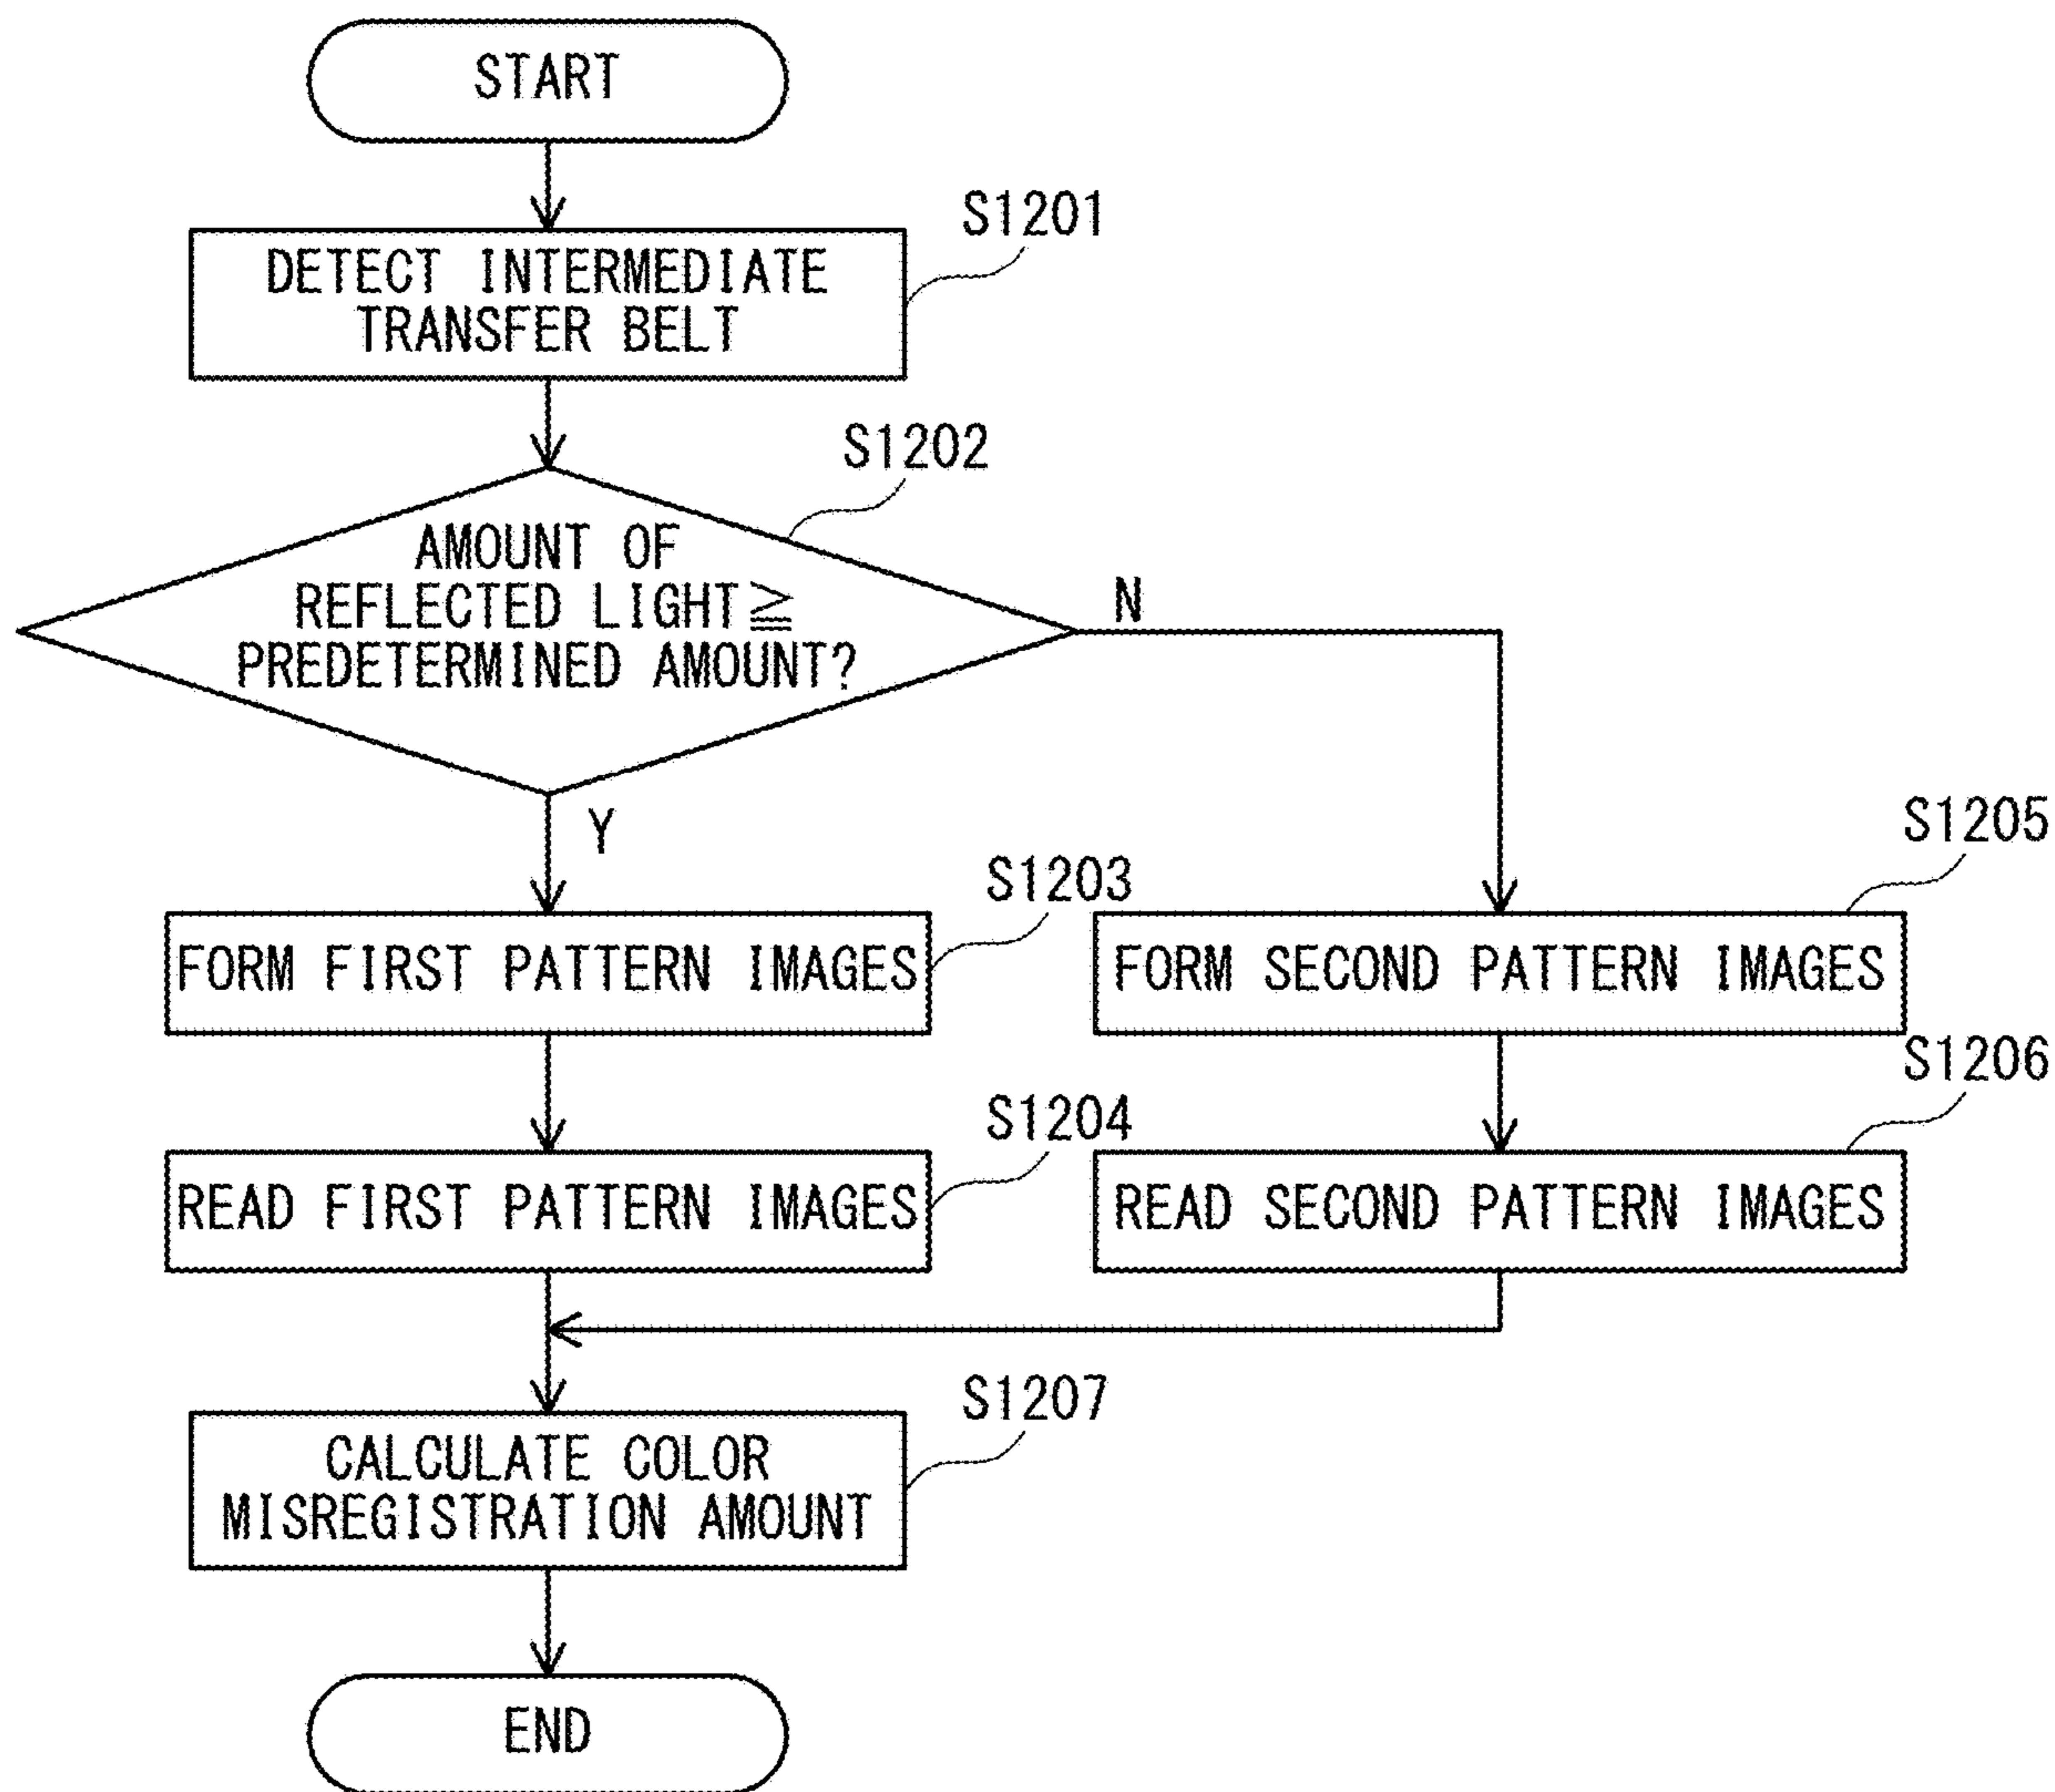 START
S1201
DETECT INTERMEDIATE
TRANSFER BELT
S1202
AMOUNT OF
REFLECTED LIGHT≧
PREDETERMINED AMOUNT?
N
Y
S1203
S1205
FORM FIRST PATTERN IMAGES
FORM SECOND PATTERN IMAGES
S1204
S1206
READ FIRST PATTERN IMAGES
READ SECOND PATTERN IMAGES
S1207
CALCULATE COLOR
MISREGISTRATION AMOUNT
END